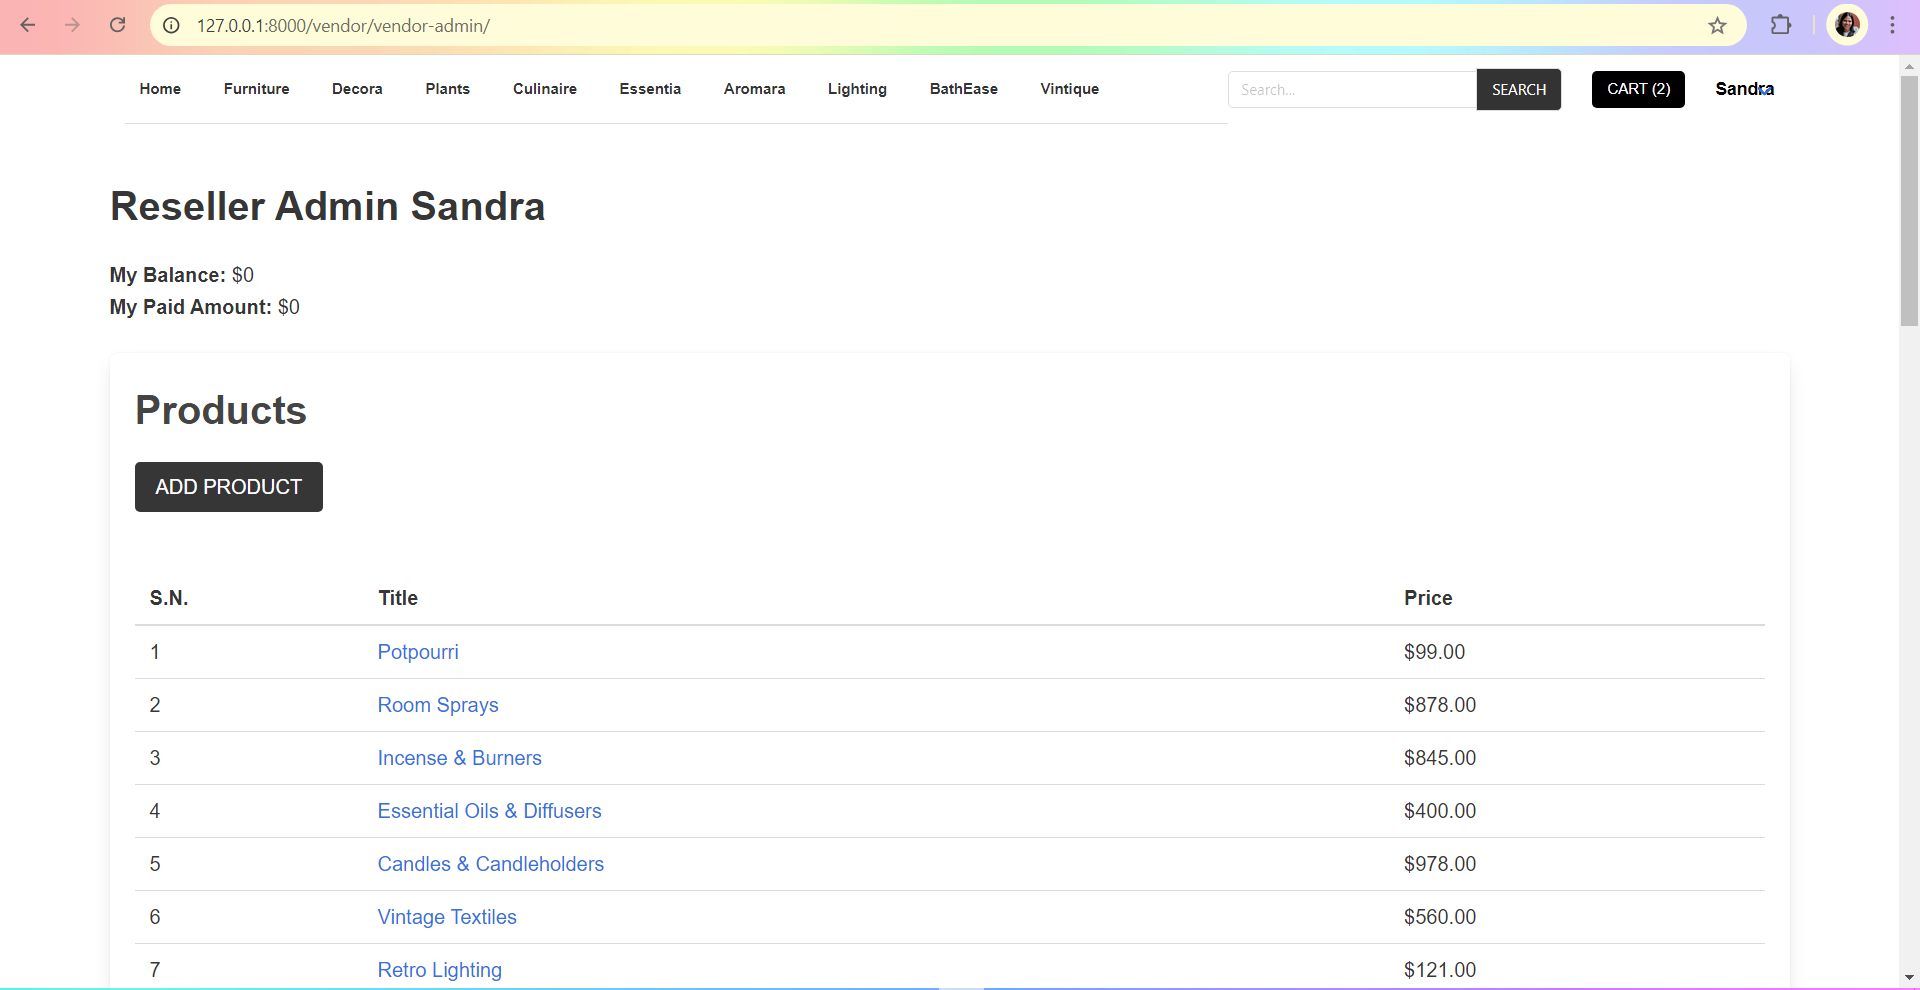 127.0.0.1:8000/vendor/vendor-admin/
Home Furniture Decora Plants Culinaire Essentia Aromara Lighting BathEase Vintique Search... SEARCH CART (2) Sandra
Reseller Admin Sandra
My Balance: $0
My Paid Amount: $0
Products
ADD PRODUCT
S.N. Title Price
1 Potpourri $99.00
2 Room Sprays $878.00
3 Incense & Burners $845.00
4 Essential Oils & Diffusers $400.00
5 Candles & Candleholders $978.00
6 Vintage Textiles $560.00
7 Retro Lighting $121.00